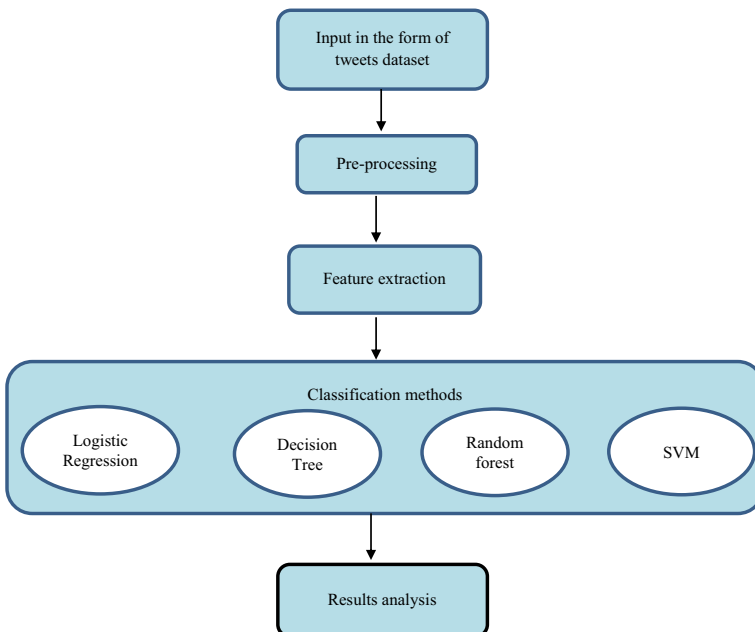 Input in the form of
tweets dataset
Pre-processing
Feature extraction
Classification methods
Logistic
Regression
Decision
Tree
Random
forest
SVM
Results analysis